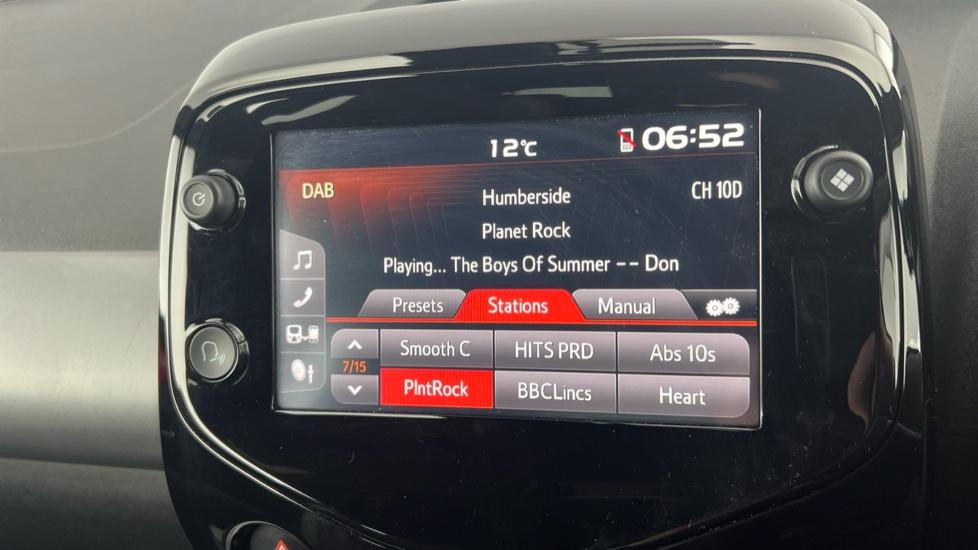 12°C 06:52
DAB Humberside CH 10D
Planet Rock
Playing... The Boys Of Summer -- Don
Presets Stations Manual
Smooth C HITS PRD Abs 10s
7/15
PlntRock BBCLincs Heart